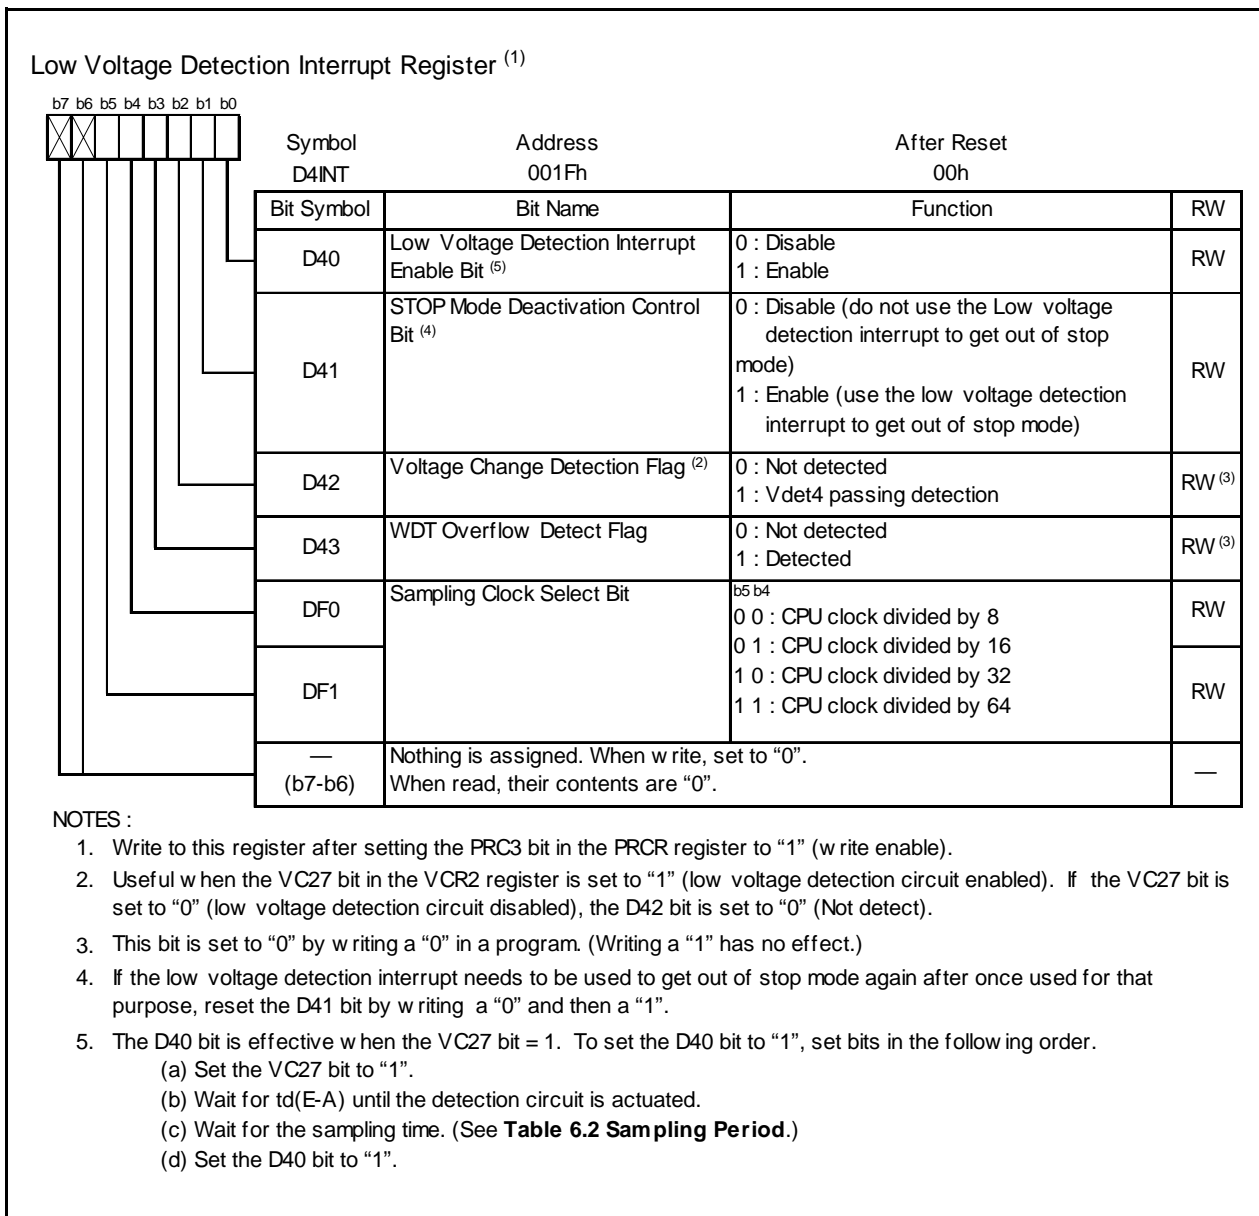 Low Voltage Detection Interrupt Register (1)
b7 b6 b5 b4 b3 b2 b1 b0
Symbol Address After Reset
D4INT 001Fh 00h
Bit Symbol Bit Name Function RW
D40 Low Voltage Detection Interrupt Enable Bit (5) 0 : Disable
1 : Enable RW
D41 STOP Mode Deactivation Control Bit (4) 0 : Disable (do not use the Low voltage
detection interrupt to get out of stop
mode)
1 : Enable (use the low voltage detection
interrupt to get out of stop mode) RW
D42 Voltage Change Detection Flag (2) 0 : Not detected
1 : Vdet4 passing detection RW (3)
D43 WDT Overflow Detect Flag 0 : Not detected
1 : Detected RW (3)
DF0 Sampling Clock Select Bit b5 b4
0 0 : CPU clock divided by 8 RW
0 1 : CPU clock divided by 16
1 0 : CPU clock divided by 32
DF1 1 1 : CPU clock divided by 64 RW
— Nothing is assigned. When write, set to “0”.
(b7-b6) When read, their contents are “0”. —
NOTES :
1. Write to this register after setting the PRC3 bit in the PRCR register to “1” (write enable).
2. Useful when the VC27 bit in the VCR2 register is set to “1” (low voltage detection circuit enabled). If the VC27 bit is
set to “0” (low voltage detection circuit disabled), the D42 bit is set to “0” (Not detect).
3. This bit is set to “0” by writing a “0” in a program. (Writing a “1” has no effect.)
4. If the low voltage detection interrupt needs to be used to get out of stop mode again after once used for that
purpose, reset the D41 bit by writing a “0” and then a “1”.
5. The D40 bit is effective when the VC27 bit = 1. To set the D40 bit to “1”, set bits in the following order.
(a) Set the VC27 bit to “1”.
(b) Wait for td(E-A) until the detection circuit is actuated.
(c) Wait for the sampling time. (See Table 6.2 Sampling Period.)
(d) Set the D40 bit to “1”.